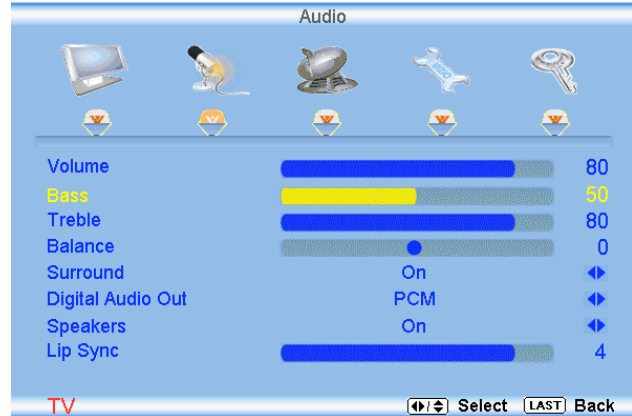 Audio
VIZIO
Volume 80
Bass 50
Treble 80
Balance 0
Surround On
Digital Audio Out PCM
Speakers On
Lip Sync 4
TV Select LAST Back